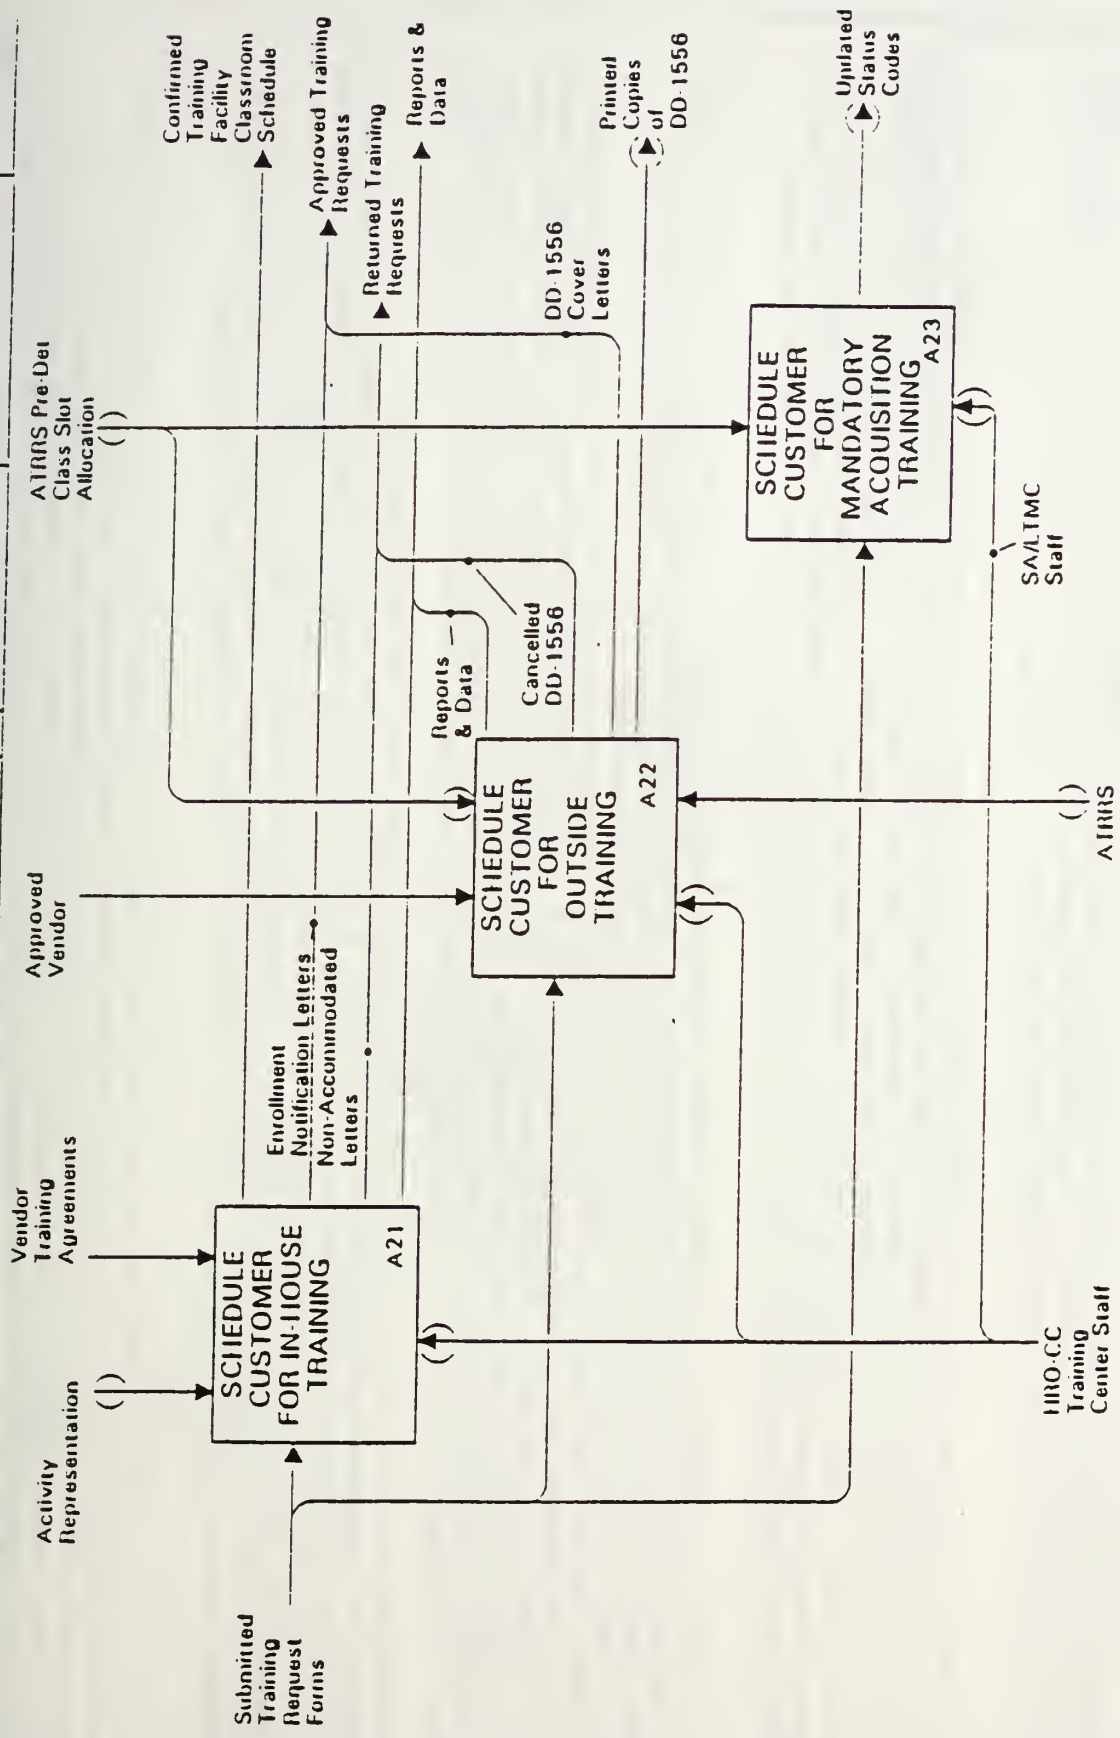 Activity
Representation
Vendor
Training
Agreements
Approved
Vendor
ATRRS Pre-Det
Class Slot
Allocation
Submitted
Training
Request
Forms
SCHEDULE
CUSTOMER
FOR IN-HOUSE
TRAINING
A21
Enrollment
Notification Letters
Non-Accommodated
Letters
SCHEDULE
CUSTOMER
FOR
OUTSIDE
TRAINING
A22
Reports
& Data
Cancelled
DD-1556
DD-1556
Cover
Letters
SCHEDULE
CUSTOMER
FOR
MANDATORY
ACQUISITION
TRAINING
A23
Confirmed
Training
Facility
Classroom
Schedule
Approved Training
Requests
Returned Training
Requests
Reports &
Data
Printed
Copies
of
DD-1556
Updated
Status
Codes
HRO-CC
Training
Center Staff
ATRRS
SA/LTMC
Staff